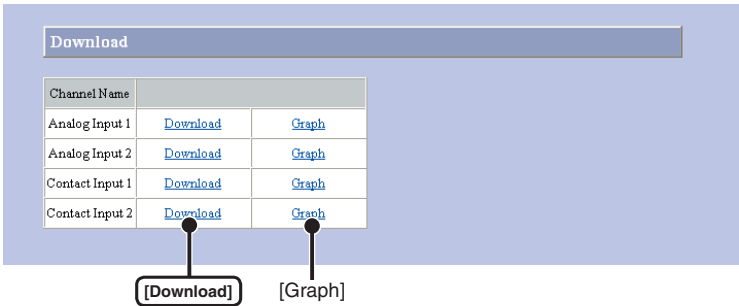 Download
Channel Name
Analog Input 1 Download Graph
Analog Input 2 Download Graph
Contact Input 1 Download Graph
Contact Input 2 Download Graph
[Download] [Graph]